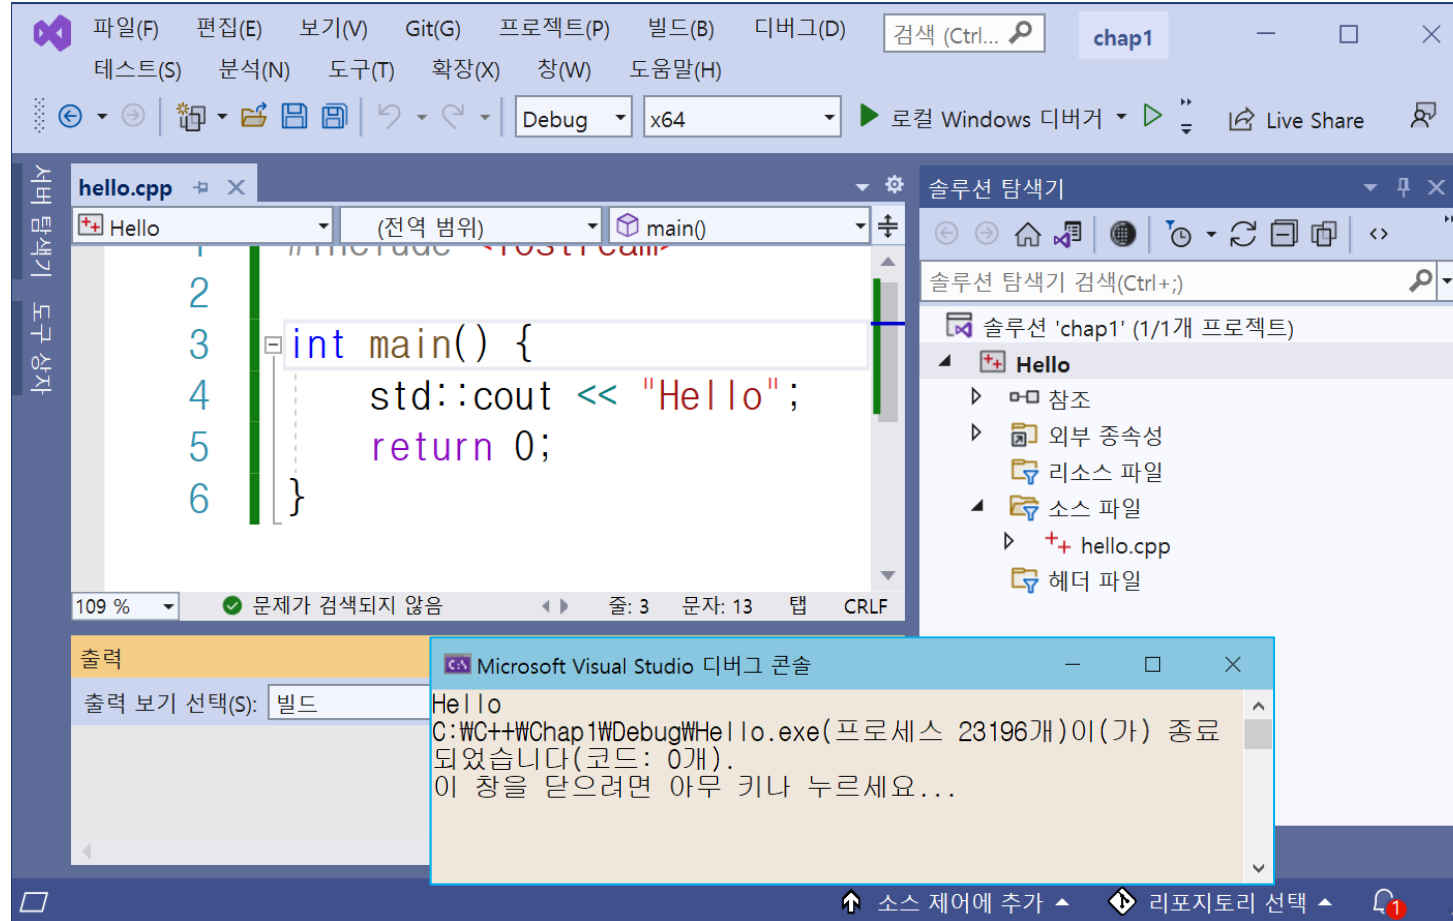 파일(F) 편집(E) 보기(V) Git(G) 프로젝트(P) 빌드(B) 디버그(D) 검색 (Ctrl... chap1
테스트(S) 분석(N) 도구(T) 확장(X) 창(W) 도움말(H)
Debug x64 로컬 Windows 디버거 Live Share
서버 탐색기
도구 상자
hello.cpp
Hello (전역 범위) main()
1 #include <iostream>
2
3 int main() {
4 std::cout << "Hello";
5 return 0;
6 }
109 % 문제가 검색되지 않음 줄: 3 문자: 13 탭 CRLF
솔루션 탐색기
솔루션 탐색기 검색(Ctrl+;)
솔루션 'chap1' (1/1개 프로젝트)
Hello
참조
외부 종속성
리소스 파일
소스 파일
++ hello.cpp
헤더 파일
출력
출력 보기 선택(S): 빌드
C:\ Microsoft Visual Studio 디버그 콘솔
Hello
C:₩C++₩Chap1₩Debug₩Hello.exe(프로세스 23196개)이(가) 종료
되었습니다(코드: 0개).
이 창을 닫으려면 아무 키나 누르세요...
소스 제어에 추가 리포지토리 선택 1